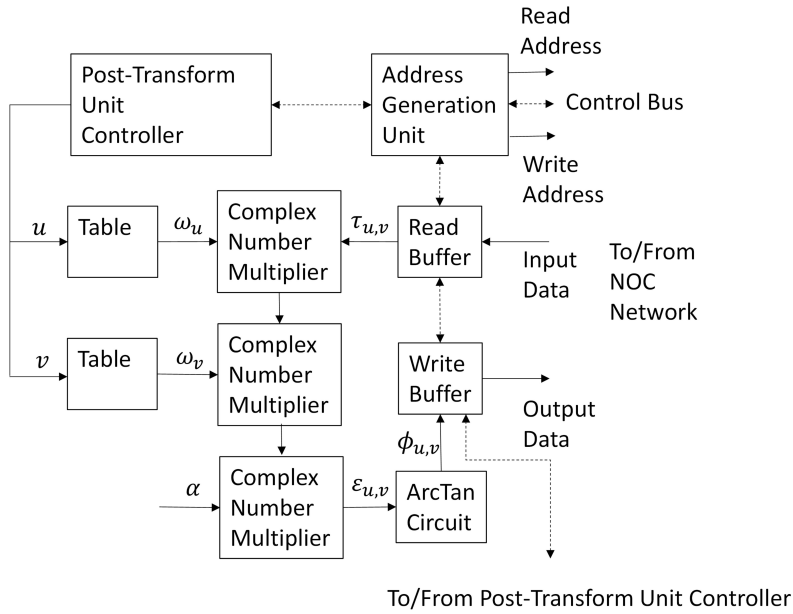 Read
Address
Post-Transform
Unit
Controller
Address
Generation
Unit
Control Bus
Write
Address
u
Table
ω_u
Complex
Number
Multiplier
τ_{u,v}
Read
Buffer
Input
Data
To/From
NOC
Network
v
Table
ω_v
Complex
Number
Multiplier
Write
Buffer
Output
Data
ϕ_{u,v}
α
Complex
Number
Multiplier
ε_{u,v}
ArcTan
Circuit
To/From Post-Transform Unit Controller